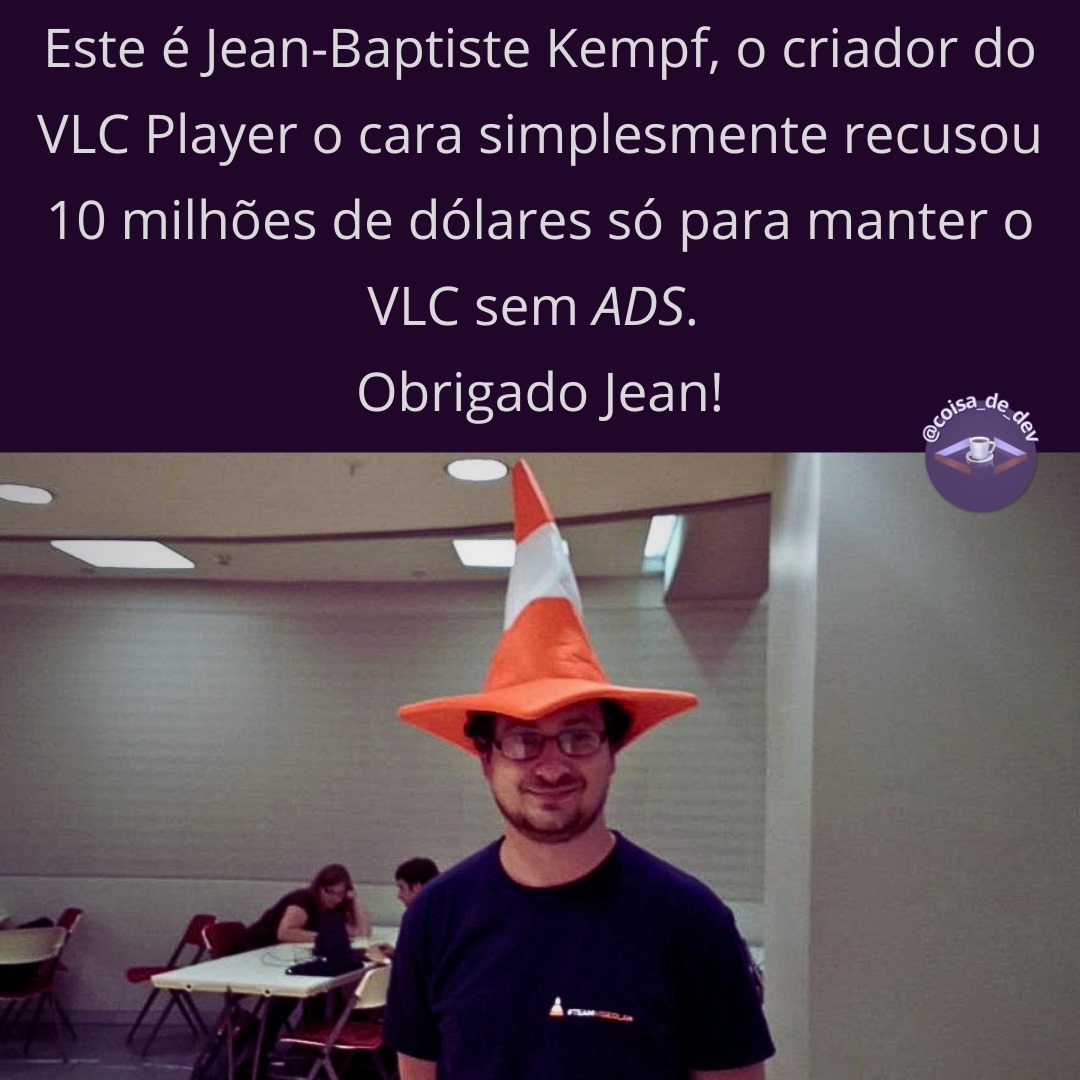 Este é Jean-Baptiste Kempf, o criador do
VLC Player o cara simplesmente recusou
10 milhões de dólares só para manter o
VLC sem ADS.
Obrigado Jean!
@coisa_de_dev
#TEAMVIDEOLAN